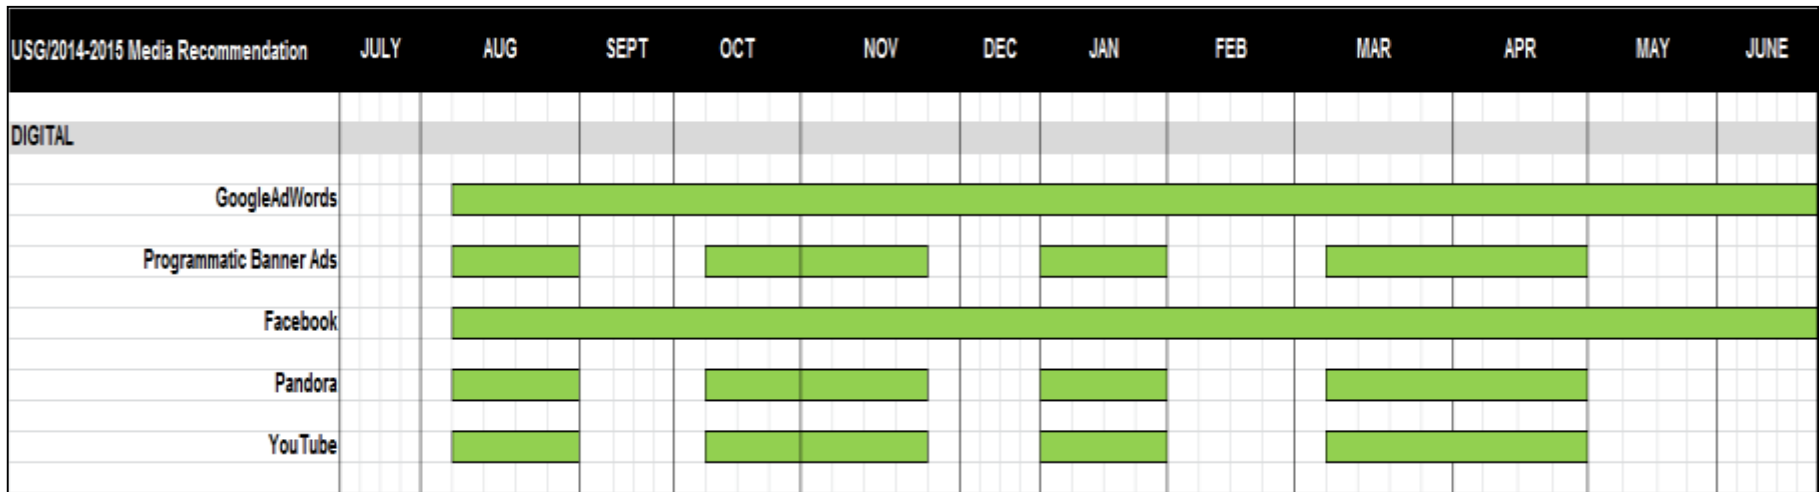 USG/2014-2015 Media Recommendation JULY AUG SEPT OCT NOV DEC JAN FEB MAR APR MAY JUNE
DIGITAL
GoogleAdWords
Programmatic Banner Ads
Facebook
Pandora
YouTube